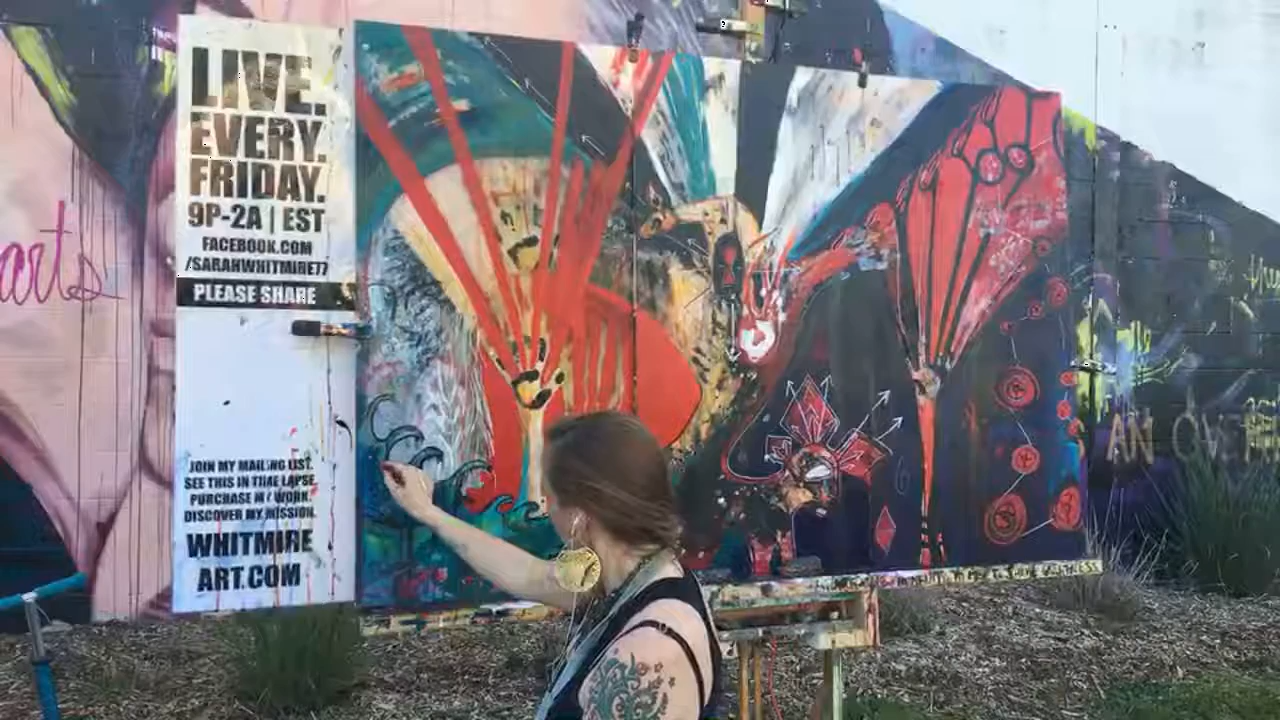 LIVE.
EVERY.
FRIDAY.
9P-2A | EST
FACEBOOK.COM
/SARAHWHITMIRE77
PLEASE SHARE
JOIN MY MAILING LIST.
SEE THIS IN TIME LAPSE.
PURCHASE MY WORK.
DISCOVER MY MISSION.
WHITMIRE
ART.COM
arts
AN OVE